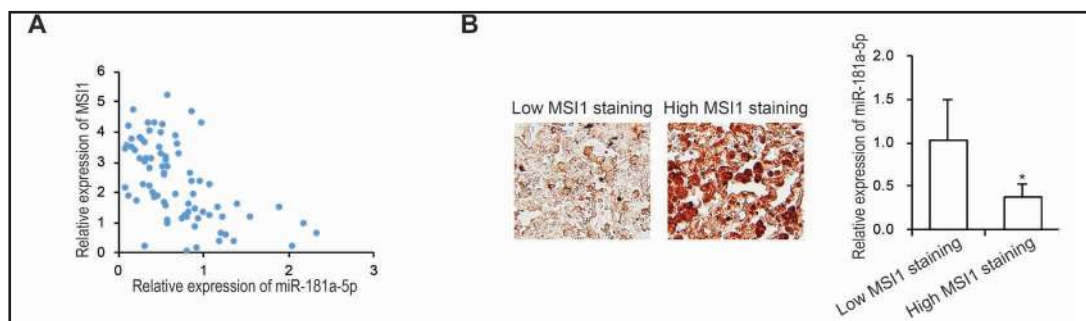 A
Relative expression of MSI1
6
5
4
3
2
1
0
0 1 2 3
Relative expression of miR-181a-5p
B
Low MSI1 staining High MSI1 staining
Relative expression of miR-181a-5p
2.0
1.5
1.0
0.5
0.0
*
Low MSI1 staining
High MSI1 staining